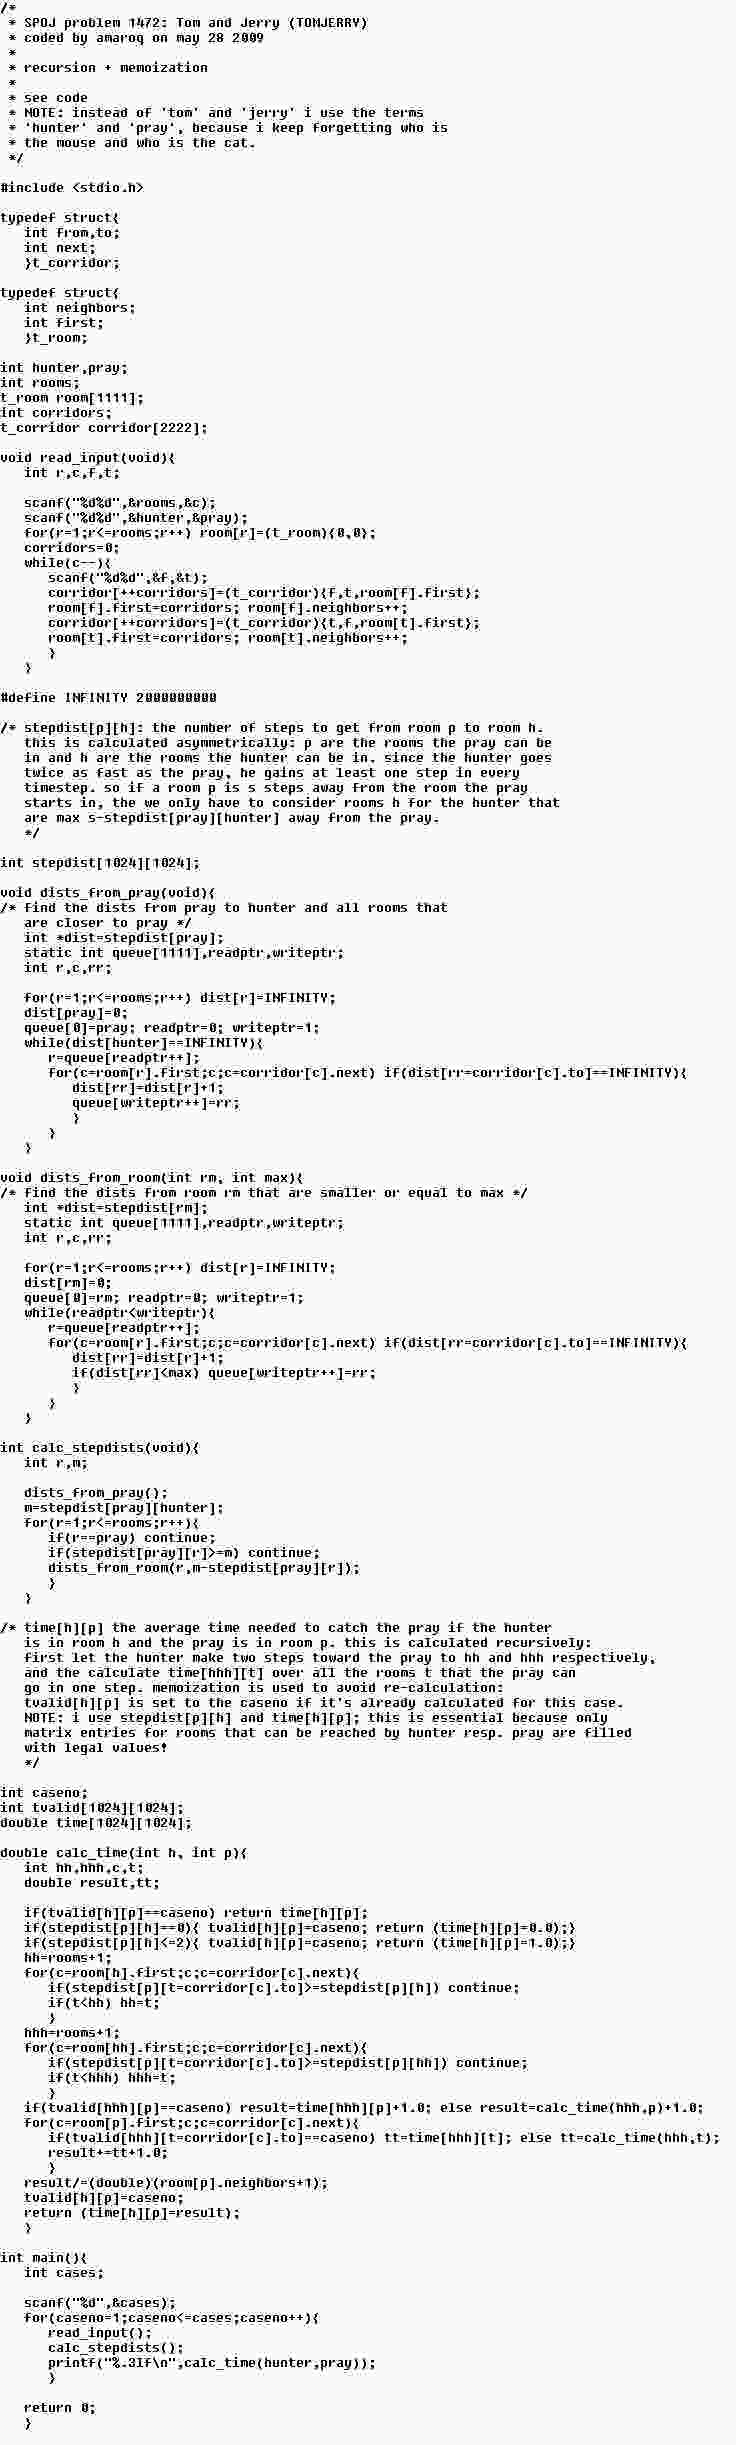 /*
 * SPOJ problem 1472: Tom and Jerry (TOMJERRY)
 * coded by amaroq on may 28 2009
 *
 * recursion + memoization
 *
 * see code
 * NOTE: instead of 'tom' and 'jerry' i use the terms
 * 'hunter' and 'pray', because i keep forgetting who is
 * the mouse and who is the cat.
 */

#include <stdio.h>

typedef struct{
   int from,to;
   int next;
   }t_corridor;

typedef struct{
   int neighbors;
   int first;
   }t_room;

int hunter,pray;
int rooms;
t_room room[1111];
int corridors;
t_corridor corridor[2222];

void read_input(void){
   int r,c,f,t;

   scanf("%d%d",&rooms,&c);
   scanf("%d%d",&hunter,&pray);
   for(r=1;r<=rooms;r++) room[r]=(t_room){0,0};
   corridors=0;
   while(c--){
      scanf("%d%d",&f,&t);
      corridor[++corridors]=(t_corridor){f,t,room[f].first};
      room[f].first=corridors; room[f].neighbors++;
      corridor[++corridors]=(t_corridor){t,f,room[t].first};
      room[t].first=corridors; room[t].neighbors++;
      }
   }

#define INFINITY 2000000000

/* stepdist[p][h]: the number of steps to get from room p to room h.
   this is calculated asymmetrically: p are the rooms the pray can be
   in and h are the rooms the hunter can be in. since the hunter goes
   twice as fast as the pray, he gains at least one step in every
   timestep. so if a room p is s steps away from the room the pray
   starts in, the we only have to consider rooms h for the hunter that
   are max s-stepdist[pray][hunter] away from the pray.
   */

int stepdist[1024][1024];

void dists_from_pray(void){
/* find the dists from pray to hunter and all rooms that
   are closer to pray */
   int *dist=stepdist[pray];
   static int queue[1111],readptr,writeptr;
   int r,c,rr;

   for(r=1;r<=rooms;r++) dist[r]=INFINITY;
   dist[pray]=0;
   queue[0]=pray; readptr=0; writeptr=1;
   while(dist[hunter]==INFINITY){
      r=queue[readptr++];
      for(c=room[r].first;c;c=corridor[c].next) if(dist[rr=corridor[c].to]==INFINITY){
         dist[rr]=dist[r]+1;
         queue[writeptr++]=rr;
         }
      }
   }

void dists_from_room(int rm, int max){
/* find the dists from room rm that are smaller or equal to max */
   int *dist=stepdist[rm];
   static int queue[1111],readptr,writeptr;
   int r,c,rr;

   for(r=1;r<=rooms;r++) dist[r]=INFINITY;
   dist[rm]=0;
   queue[0]=rm; readptr=0; writeptr=1;
   while(readptr<writeptr){
      r=queue[readptr++];
      for(c=room[r].first;c;c=corridor[c].next) if(dist[rr=corridor[c].to]==INFINITY){
         dist[rr]=dist[r]+1;
         if(dist[rr]<max) queue[writeptr++]=rr;
         }
      }
   }

int calc_stepdists(void){
   int r,m;

   dists_from_pray();
   m=stepdist[pray][hunter];
   for(r=1;r<=rooms;r++){
      if(r==pray) continue;
      if(stepdist[pray][r]>=m) continue;
      dists_from_room(r,m-stepdist[pray][r]);
      }
   }

/* time[h][p] the average time needed to catch the pray if the hunter
   is in room h and the pray is in room p. this is calculated recursively:
   first let the hunter make two steps toward the pray to hh and hhh respectively,
   and the calculate time[hhh][t] over all the rooms t that the pray can
   go in one step. memoization is used to avoid re-calculation:
   tvalid[h][p] is set to the caseno if it's already calculated for this case.
   NOTE: i use stepdist[p][h] and time[h][p]; this is essential because only
   matrix entries for rooms that can be reached by hunter resp. pray are filled
   with legal values!
   */

int caseno;
int tvalid[1024][1024];
double time[1024][1024];

double calc_time(int h, int p){
   int hh,hhh,c,t;
   double result,tt;

   if(tvalid[h][p]==caseno) return time[h][p];
   if(stepdist[p][h]==0){ tvalid[h][p]=caseno; return (time[h][p]=0.0);}
   if(stepdist[p][h]<=2){ tvalid[h][p]=caseno; return (time[h][p]=1.0);}
   hh=rooms+1;
   for(c=room[h].first;c;c=corridor[c].next){
      if(stepdist[p][t=corridor[c].to]>=stepdist[p][h]) continue;
      if(t<hh) hh=t;
      }
   hhh=rooms+1;
   for(c=room[hh].first;c;c=corridor[c].next){
      if(stepdist[p][t=corridor[c].to]>=stepdist[p][hh]) continue;
      if(t<hhh) hhh=t;
      }
   if(tvalid[hhh][p]==caseno) result=time[hhh][p]+1.0; else result=calc_time(hhh,p)+1.0;
   for(c=room[p].first;c;c=corridor[c].next){
      if(tvalid[hhh][t=corridor[c].to]==caseno) tt=time[hhh][t]; else tt=calc_time(hhh,t);
      result+=tt+1.0;
      }
   result/=(double)(room[p].neighbors+1);
   tvalid[h][p]=caseno;
   return (time[h][p]=result);
   }

int main(){
   int cases;

   scanf("%d",&cases);
   for(caseno=1;caseno<=cases;caseno++){
      read_input();
      calc_stepdists();
      printf("%.3lf\n",calc_time(hunter,pray));
      }

   return 0;
   }